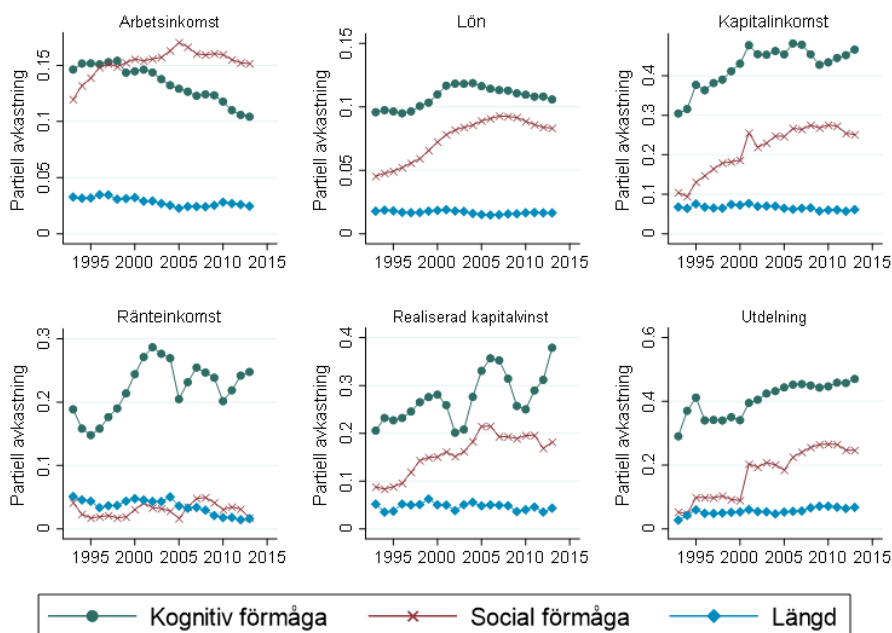 Arbetsinkomst
Partiell avkastning
0 0.05 0.1 0.15
1995 2000 2005 2010 2015
Lön
Partiell avkastning
0 0.05 0.1 0.15
1995 2000 2005 2010 2015
Kapitalinkomst
Partiell avkastning
0 0.1 0.2 0.3 0.4
1995 2000 2005 2010 2015
Ränteinkomst
Partiell avkastning
0 0.1 0.2 0.3
1995 2000 2005 2010 2015
Realiserad kapitalvinst
Partiell avkastning
0 0.1 0.2 0.3 0.4
1995 2000 2005 2010 2015
Utdelning
Partiell avkastning
0 0.2 0.4 0.6
1995 2000 2005 2010 2015
Kognitiv förmåga Social förmåga Längd